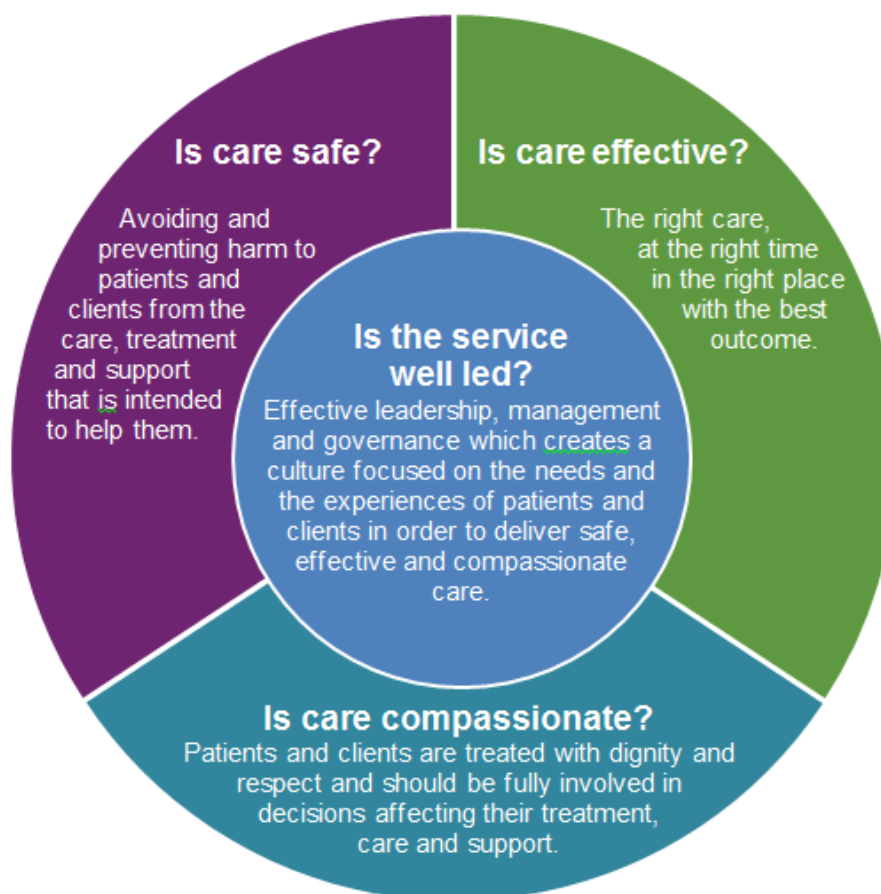 Is care safe?
Avoiding and
preventing harm to
patients and
clients from the
care, treatment
and support
that is intended
to help them.
Is care effective?
The right care,
at the right time
in the right place
with the best
outcome.
Is the service
well led?
Effective leadership, management
and governance which creates a
culture focused on the needs and
the experiences of patients and
clients in order to deliver safe,
effective and compassionate
care.
Is care compassionate?
Patients and clients are treated with dignity and
respect and should be fully involved in
decisions affecting their treatment,
care and support.